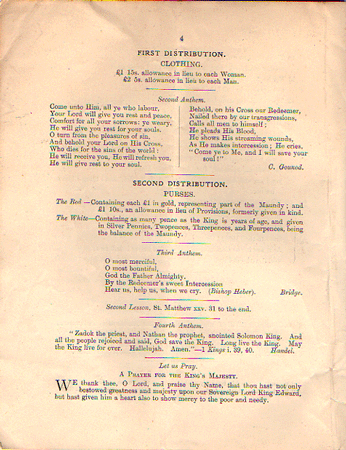 4
FIRST DISTRIBUTION.
CLOTHING.
£1 15s. allowance in lieu to each Woman.
£2 5s. allowance in lieu to each Man.
Second Anthem.
Come unto Him, all ye who labour,
Your Lord will give you rest and peace,
Comfort for all your sorrows: ye weary,
He will give you rest for your souls.
O turn from the pleasures of sin,
And behold your Lord on His Cross,
Who dies for the sins of the world:
He will receive you, He will refresh you,
He will give rest to your soul.
Behold, on his Cross our Redeemer,
Nailed there by our transgressions,
Calls all men to himself;
He pleads His Blood,
He shows His streaming wounds,
As He makes intercession; He cries,
"Come ye to Me, and I will save your
soul!"
C. Gounod.
SECOND DISTRIBUTION.
PURSES.
The Red—Containing each £1 in gold, representing part of the Maundy; and
£1 10s., an allowance in lieu of Provisions, formerly given in kind.
The White—Containing as many pence as the King is years of age, and given
in Silver Pennies, Twopences, Threepences, and Fourpences, being
the balance of the Maundy.
Third Anthem.
O most merciful,
O most bountiful,
God the Father Almighty,
By the Redeemer's sweet Intercession
Hear us, help us, when we cry. (Bishop Heber). Bridge.
Second Lesson, St. Matthew xxv. 31 to the end.
Fourth Anthem.
"Zadok the priest, and Nathan the prophet, anointed Solomon King. And
all the people rejoiced and said, God save the King. Long live the King. May
the King live for ever. Hallelujah. Amen."—1 Kings i. 39, 40. Handel.
Let us Pray.
A PRAYER FOR THE KING'S MAJESTY.
WE thank thee, O Lord, and praise thy Name, that thou hast not only
bestowed greatness and majesty upon our Sovereign Lord King Edward,
but hast given him a heart also to show mercy to the poor and needy.